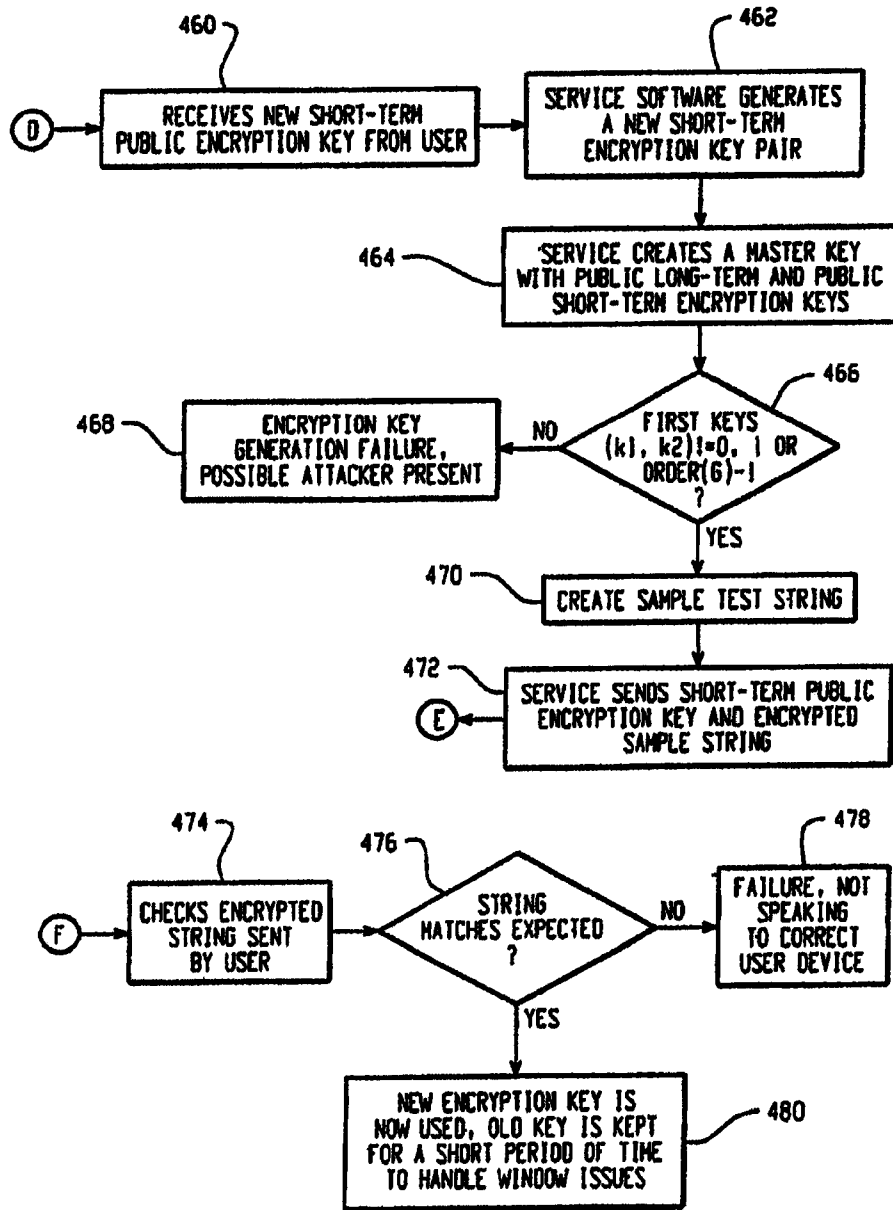 460
462
D
RECEIVES NEW SHORT-TERM
PUBLIC ENCRYPTION KEY FROM USER
SERVICE SOFTWARE GENERATES
A NEW SHORT-TERM
ENCRYPTION KEY PAIR
464
SERVICE CREATES A MASTER KEY
WITH PUBLIC LONG-TERM AND PUBLIC
SHORT-TERM ENCRYPTION KEYS
466
FIRST KEYS
(k1, k2)!=0, 1 OR
ORDER(G)-1
?
NO
468
ENCRYPTION KEY
GENERATION FAILURE,
POSSIBLE ATTACKER PRESENT
YES
470
CREATE SAMPLE TEST STRING
472
SERVICE SENDS SHORT-TERM PUBLIC
ENCRYPTION KEY AND ENCRYPTED
SAMPLE STRING
E
474
476
478
F
CHECKS ENCRYPTED
STRING SENT
BY USER
STRING
MATCHES EXPECTED
?
NO
FAILURE, NOT
SPEAKING
TO CORRECT
USER DEVICE
YES
480
NEW ENCRYPTION KEY IS
NOW USED, OLD KEY IS KEPT
FOR A SHORT PERIOD OF TIME
TO HANDLE WINDOW ISSUES